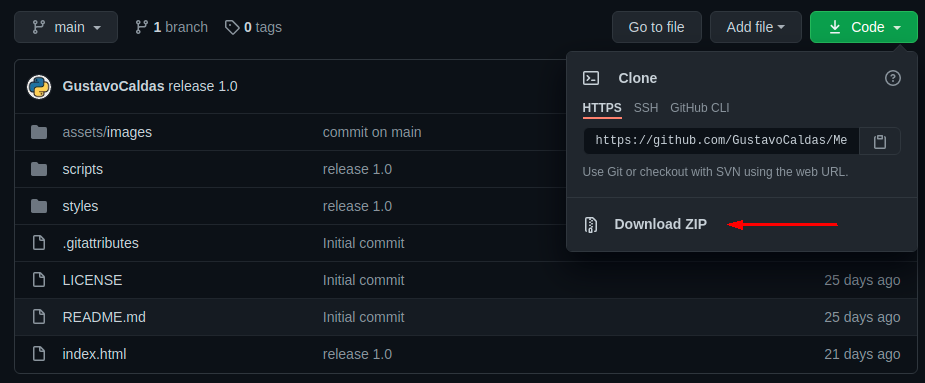 main 1 branch 0 tags Go to file Add file Code
GustavoCaldas release 1.0
Clone
HTTPS SSH GitHub CLI
https://github.com/GustavoCaldas/Me
Use Git or checkout with SVN using the web URL.
Download ZIP
assets/images commit on main
scripts release 1.0
styles release 1.0
.gitattributes Initial commit
LICENSE Initial commit 25 days ago
README.md Initial commit 25 days ago
index.html release 1.0 21 days ago